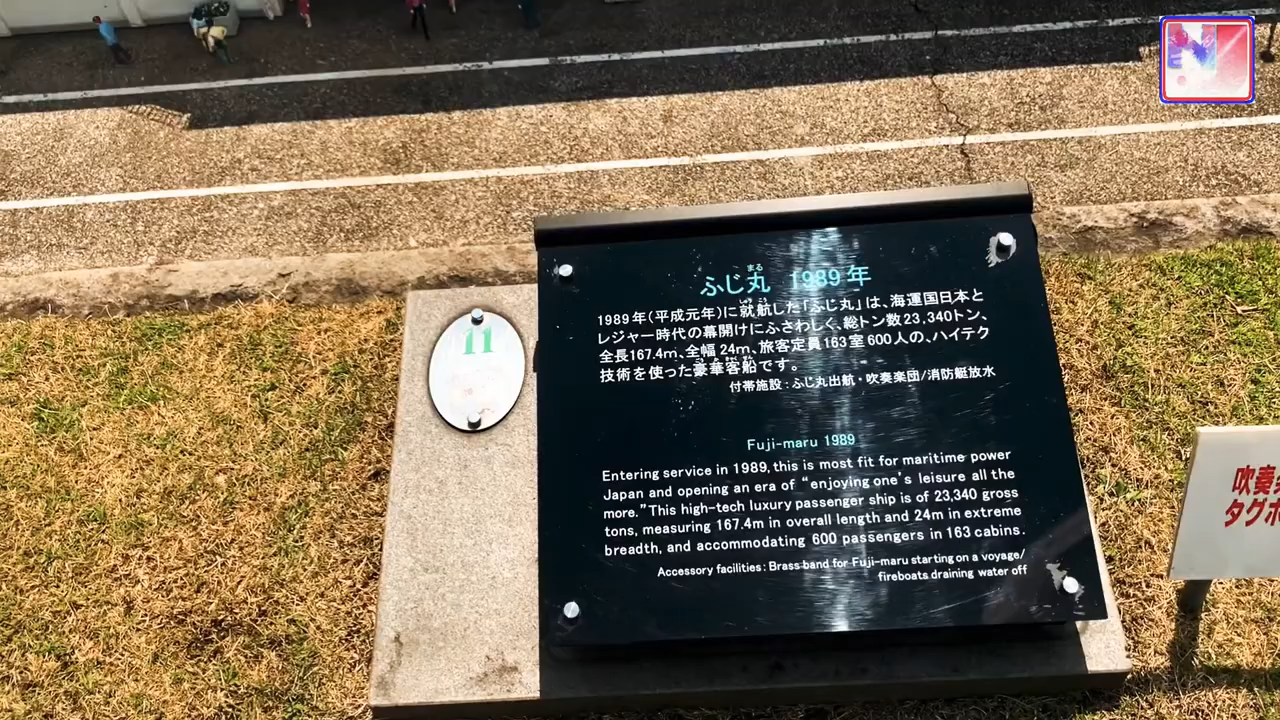 11
ふじ丸 1989年
まる
1989年(平成元年)に就航した「ふじ丸」は、海運国日本と
レジャー時代の幕開けにふさわしく、総トン数23,340トン、
全長167.4m、全幅24m、旅客定員163室600人の、ハイテク
技術を使った豪華客船です。
付帯施設:ふじ丸出航・吹奏楽団/消防艇放水
Fuji-maru 1989
Entering service in 1989, this is most fit for maritime power
Japan and opening an era of “enjoying one's leisure all the
more.” This high-tech luxury passenger ship is of 23,340 gross
tons, measuring 167.4m in overall length and 24m in extreme
breadth, and accommodating 600 passengers in 163 cabins.
Accessory facilities: Brass band for Fuji-maru starting on a voyage/
fireboats draining water off
吹奏
タグボ